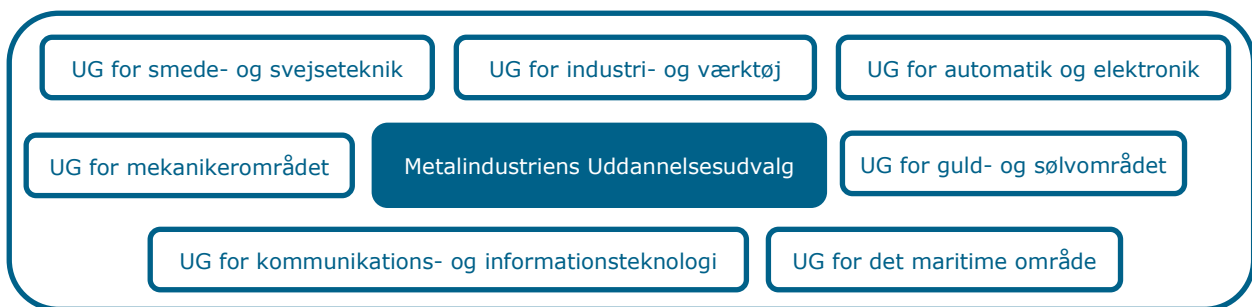 UG for smede- og svejseteknik
UG for industri- og værktøj
UG for automatik og elektronik
UG for mekanikerområdet
Metalindustriens Uddannelsesudvalg
UG for guld- og sølvområdet
UG for kommunikations- og informationsteknologi
UG for det maritime område